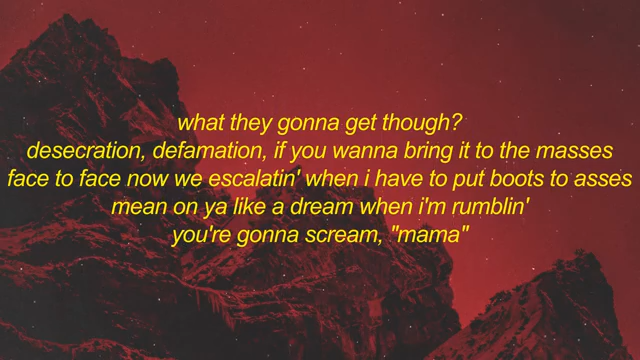 what they gonna get though?
desecration, defamation, if you wanna bring it to the masses
face to face now we escalatin' when i have to put boots to asses
mean on ya like a dream when i'm rumblin'
you're gonna scream, "mama"